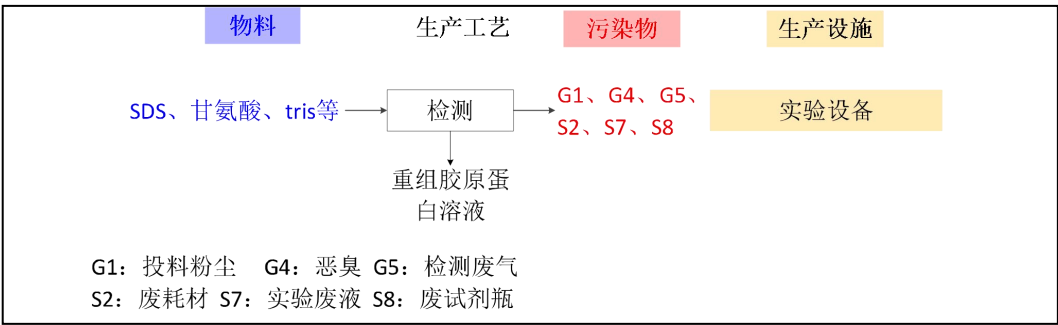 物料 生产工艺 污染物 生产设施
SDS、甘氨酸、tris等 检测 G1、G4、G5、
S2、S7、S8 实验设备
重组胶原蛋
白溶液
G1：投料粉尘 G4：恶臭 G5：检测废气
S2：废耗材 S7：实验废液 S8：废试剂瓶